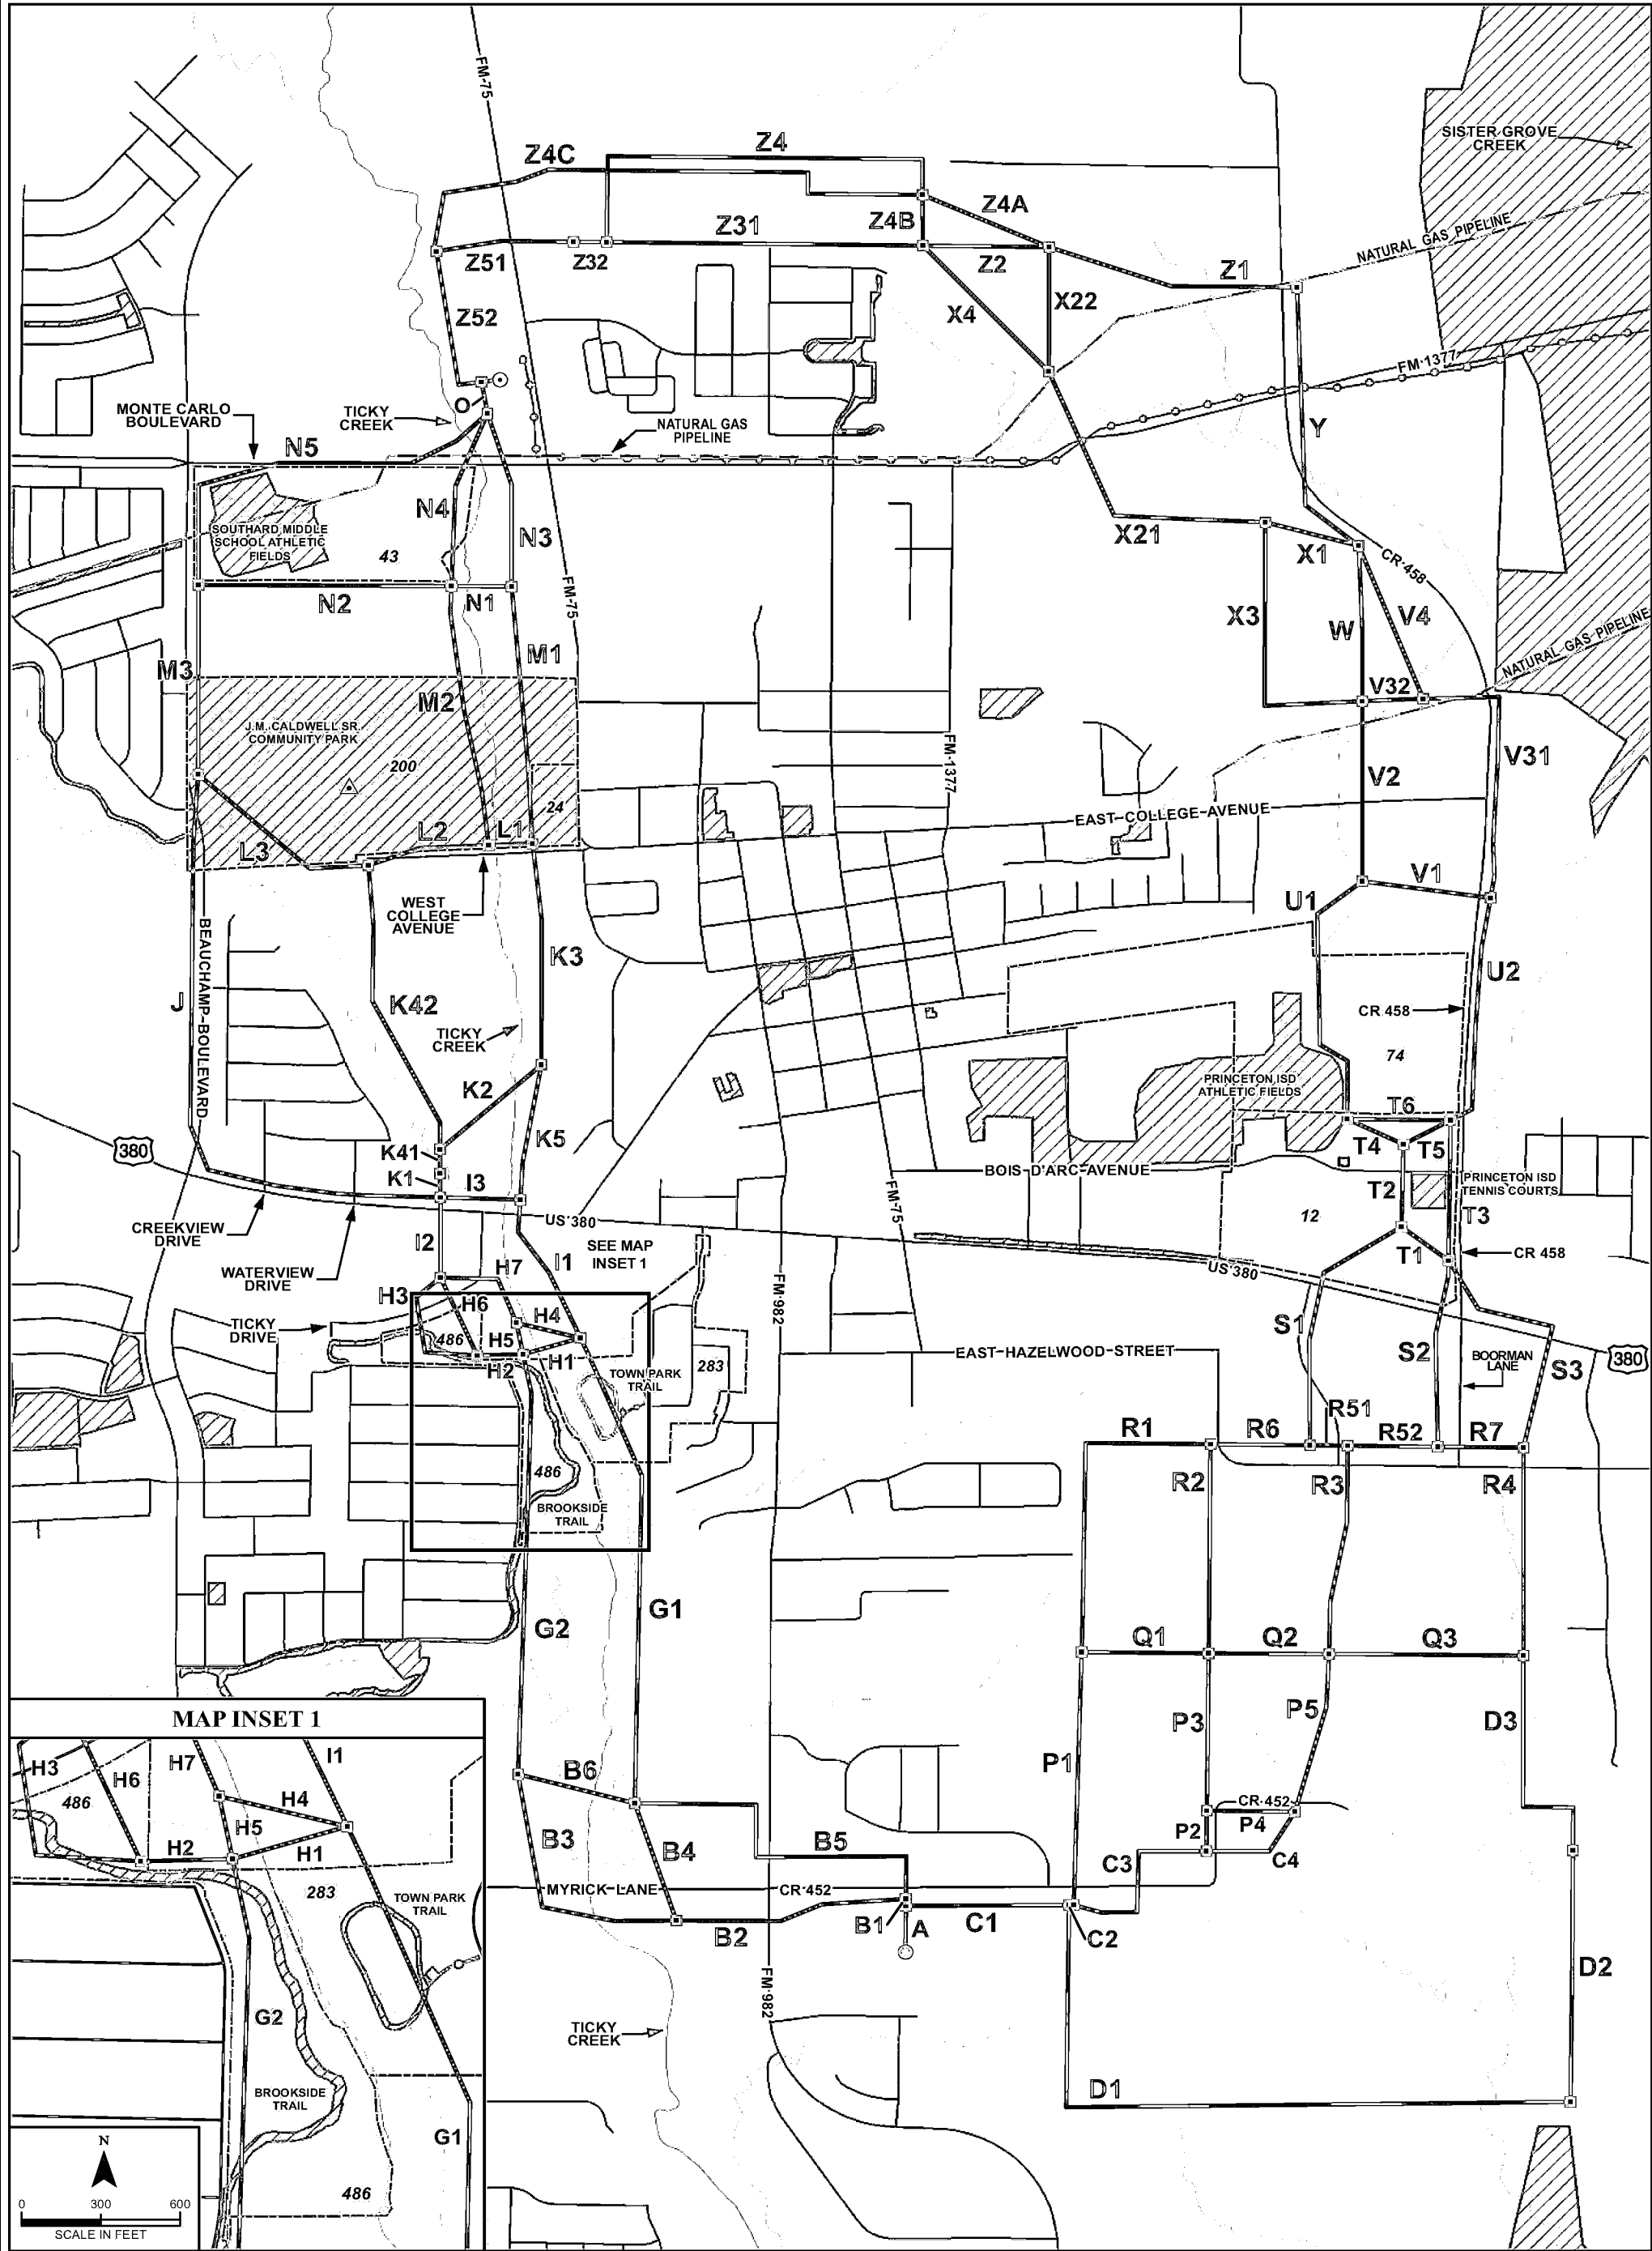 FM-75
SISTER GROVE
CREEK
Z4
Z4C
Z4A
Z4B
Z31
NATURAL GAS PIPELINE
Z51
Z32
Z2
Z1
X22
X4
Z52
FM 1377
O
MONTE CARLO
BOULEVARD
TICKY
CREEK
NATURAL GAS
PIPELINE
Y
N5
N4
N3
SOUTHARD MIDDLE
SCHOOL ATHLETIC
FIELDS
43
X21
X1
CR 458
FM-75
N2
N1
X3
W
V4
M3
M1
NATURAL GAS PIPELINE
V32
M2
J.M. CALDWELL SR.
COMMUNITY PARK
200
FM-1377
V31
V2
24
EAST COLLEGE AVENUE
L2
L1
L3
V1
WEST
COLLEGE
AVENUE
U1
BEAUCHAMP BOULEVARD
K3
U2
J
K42
CR 458
TICKY
CREEK
74
K2
PRINCETON ISD
ATHLETIC FIELDS
T6
K5
T4
T5
380
K41
K1
I3
BOIS D'ARC AVENUE
T2
PRINCETON ISD
TENNIS COURTS
FM-75
CREEKVIEW
DRIVE
US 380
12
T3
I2
SEE MAP
INSET 1
T1
CR 458
I1
WATERVIEW
DRIVE
H7
US 380
H3
H6
FM 982
TICKY
DRIVE
H4
S1
486
H5
H2
H1
EAST HAZELWOOD STREET
S2
BOORMAN
LANE
380
S3
283
TOWN PARK
TRAIL
R51
R1
R6
R52
R7
486
R2
R3
R4
BROOKSIDE
TRAIL
G2
G1
Q1
Q2
Q3
MAP INSET 1
P3
P5
D3
P1
H3
H7
I1
B6
H6
486
H4
CR 452
P2
P4
H5
B3
B4
B5
H2
H1
C3
C4
283
MYRICK LANE
CR 452
TOWN PARK
TRAIL
B2
B1
A
C1
C2
D2
FM 982
G2
TICKY
CREEK
BROOKSIDE
TRAIL
D1
G1
N
486
0 300 600
SCALE IN FEET